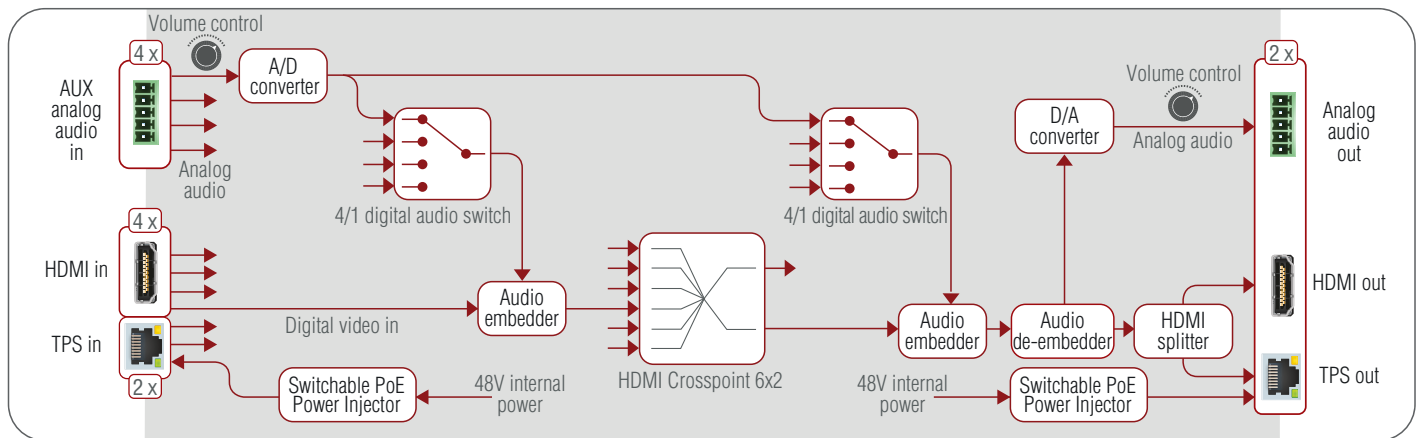 Volume control
4 x
AUX
analog
audio
in
A/D
converter
Analog
audio
4/1 digital audio switch
4/1 digital audio switch
Volume control
D/A
converter
Analog audio
2 x
Analog
audio
out
4 x
HDMI in
Digital video in
Audio
embedder
HDMI Crosspoint 6x2
Audio
embedder
Audio
de-embedder
HDMI
splitter
HDMI out
TPS in
2 x
Switchable PoE
Power Injector
48V internal
power
48V internal
power
Switchable PoE
Power Injector
TPS out